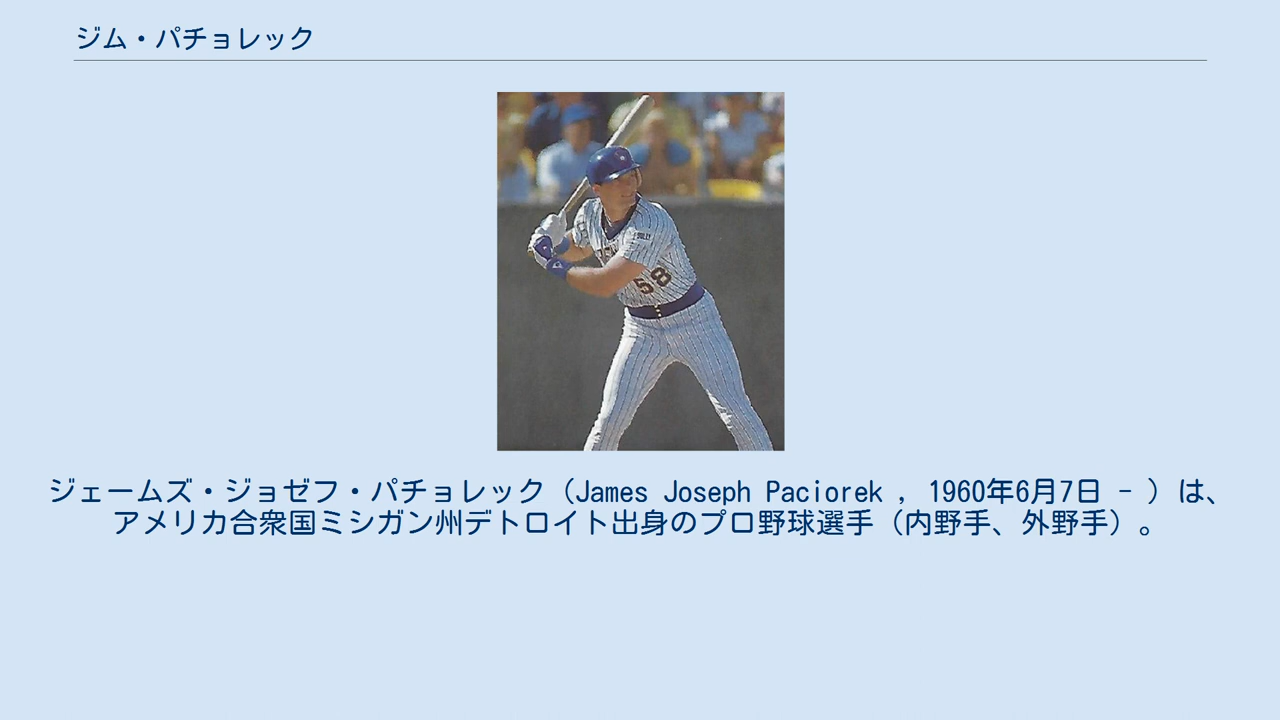 ジム・パチョレック
58
ジェームズ・ジョゼフ・パチョレック（James Joseph Paciorek , 1960年6月7日 - ）は、
アメリカ合衆国ミシガン州デトロイト出身のプロ野球選手（内野手、外野手）。